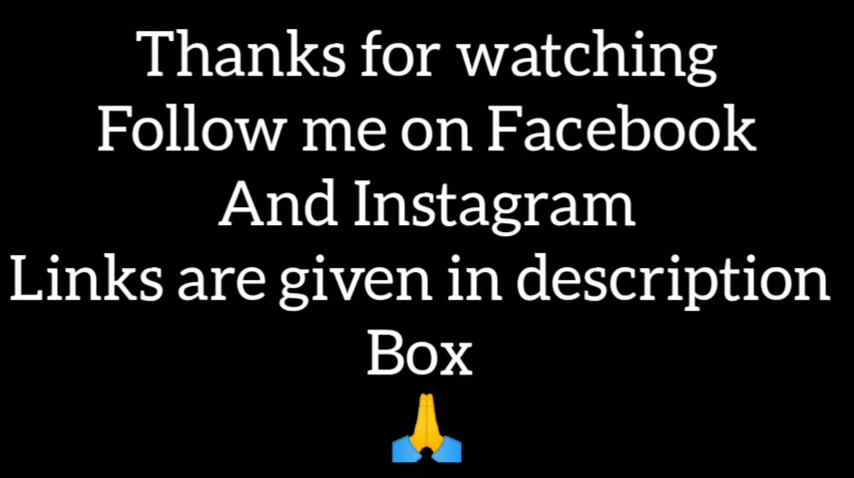 Thanks for watching
Follow me on Facebook
And Instagram
Links are given in description
Box
🙏